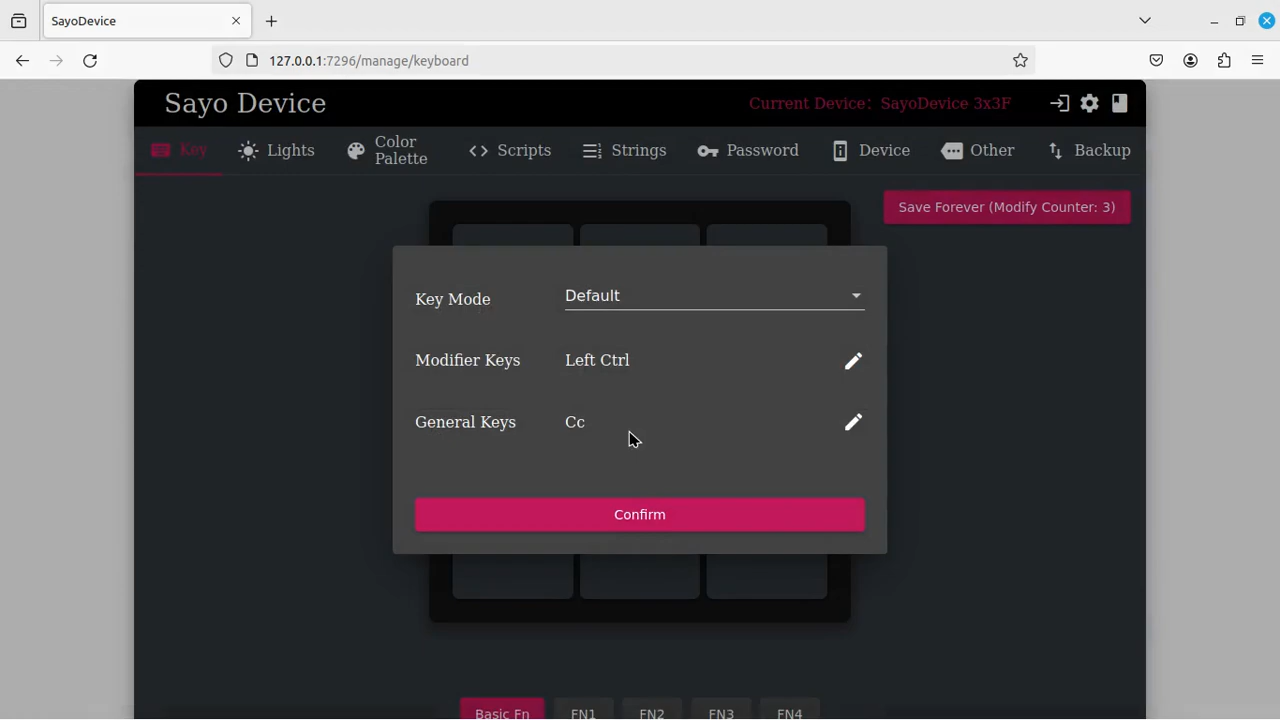 SayoDevice
127.0.0.1:7296/manage/keyboard
Sayo Device
Current Device: SayoDevice 3x3F
Key
Lights
Color
Palette
Scripts
Strings
Password
Device
Other
Backup
Save Forever (Modify Counter: 3)
Key Mode
Default
Modifier Keys
Left Ctrl
General Keys
Cc
Confirm
Basic Fn
FN1
FN2
FN3
FN4